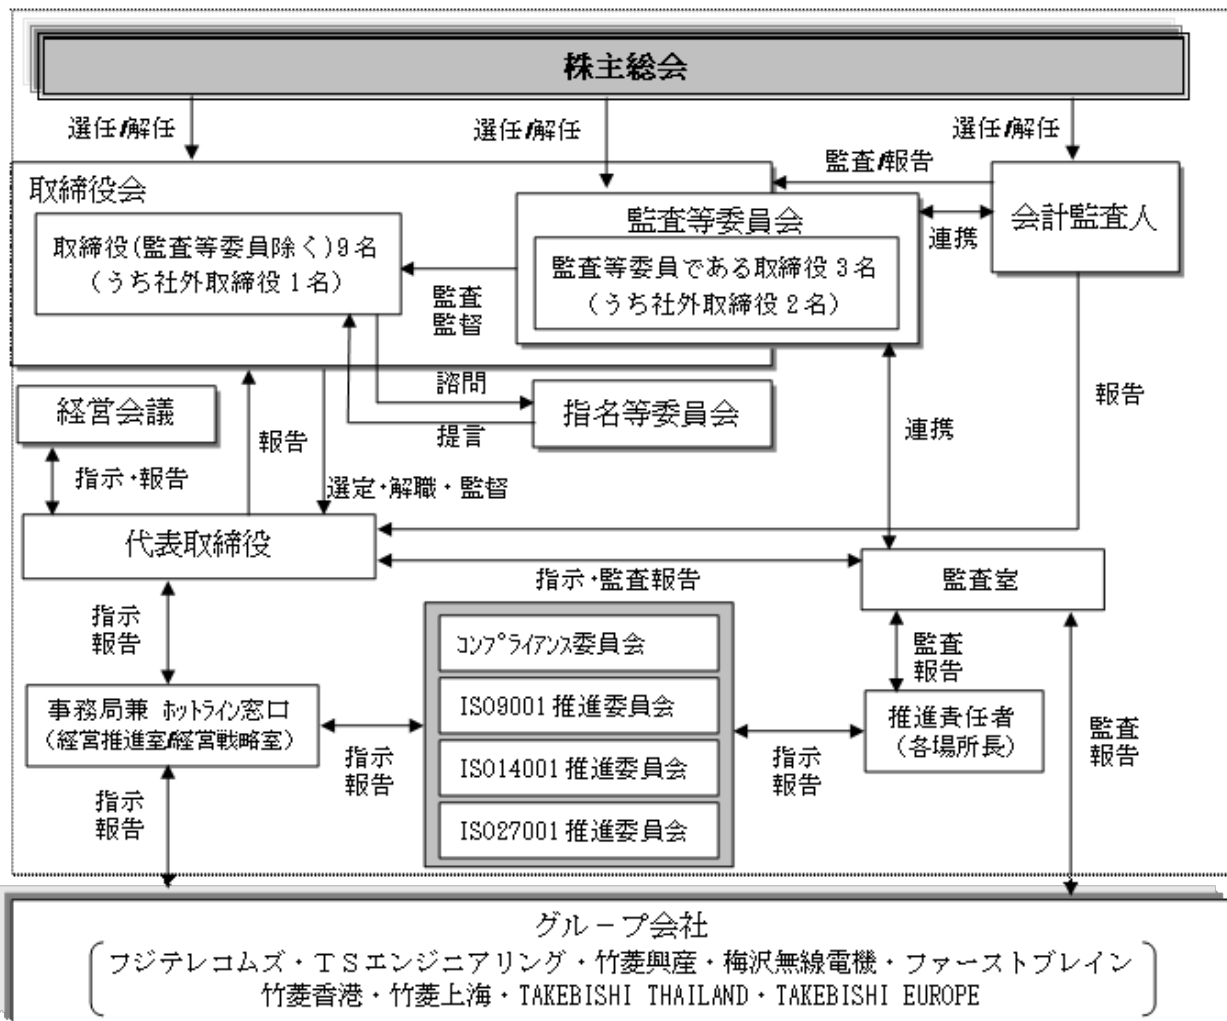 株主総会
選任/解任
選任/解任
選任/解任
監査/報告
取締役会
取締役(監査等委員除く)9名
(うち社外取締役1名)
監査等委員会
監査等委員である取締役3名
(うち社外取締役2名)
会計監査人
連携
監査
監督
諮問
提言
指名等委員会
経営会議
報告
連携
報告
指示・報告
選定・解職・監督
代表取締役
指示・監査報告
監査室
指示
報告
コンプライアンス委員会
ISO9001推進委員会
ISO14001推進委員会
ISO27001推進委員会
監査
報告
事務局兼 ホットライン窓口
(経営推進室/経営戦略室)
指示
報告
指示
報告
推進責任者
(各場所長)
監査
報告
指示
報告
グループ会社
フジテレコムズ・TSエンジニアリング・竹菱興産・梅沢無線電機・ファーストブレイン
竹菱香港・竹菱上海・TAKEBISHI THAILAND・TAKEBISHI EUROPE